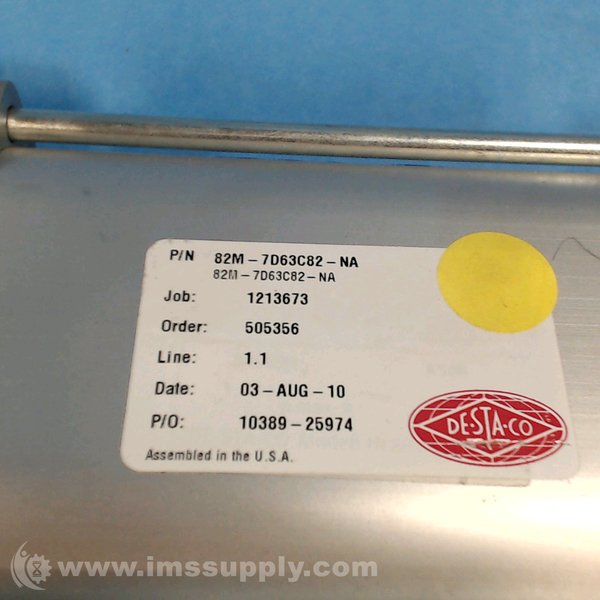 P/N 82M-7D63C82-NA
82M-7D63C82-NA
Job: 1213673
Order: 505356
Line: 1.1
Date: 03-AUG-10
P/O: 10389-25974
DE-STA-CO
Assembled in the U.S.A.
www.imssupply.com